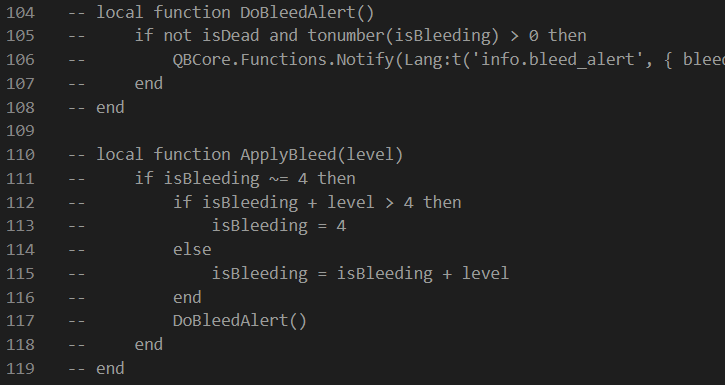 104 -- local function DoBleedAlert()
105 --     if not isDead and tonumber(isBleeding) > 0 then
106 --         QBCore.Functions.Notify(Lang:t('info.bleed_alert', {
107 --     end
108 -- end
109
110 -- local function ApplyBleed(level)
111 --     if isBleeding ~= 4 then
112 --         if isBleeding + level > 4 then
113 --             isBleeding = 4
114 --         else
115 --             isBleeding = isBleeding + level
116 --         end
117 --         DoBleedAlert()
118 --     end
119 -- end